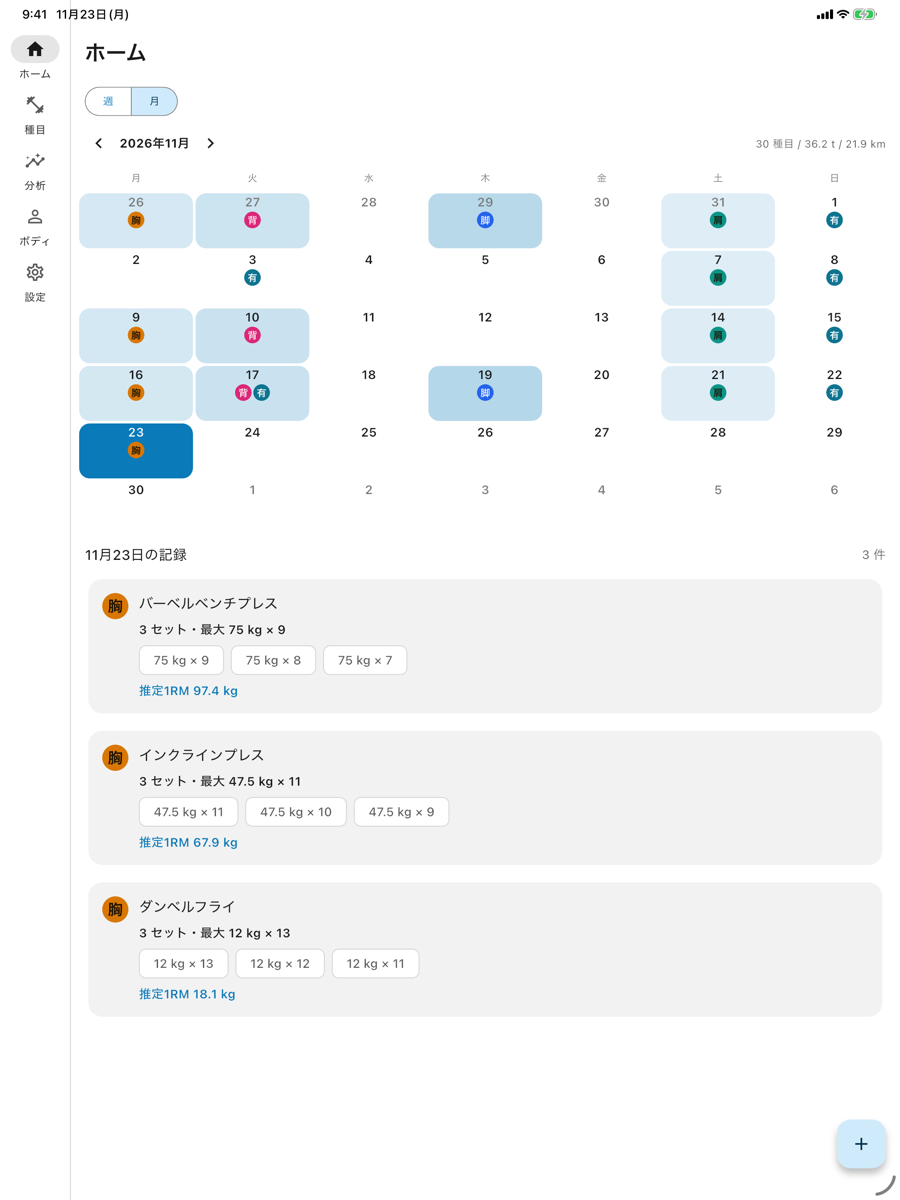 9:41 11月23日(月)
ホーム
種目
分析
ボディ
設定
ホーム
週 月
2026年11月
30 種目 / 36.2 t / 21.9 km
月 火 水 木 金 土 日
26 27 28 29 30 31 1
胸 背 脚 肩 有
2 3 4 5 6 7 8
有 肩 有
9 10 11 12 13 14 15
胸 背 肩 有
16 17 18 19 20 21 22
胸 背 有 脚 肩 有
23 24 25 26 27 28 29
胸
30 1 2 3 4 5 6
11月23日の記録 3 件
胸 バーベルベンチプレス
3 セット・最大 75 kg × 9
75 kg × 9 75 kg × 8 75 kg × 7
推定1RM 97.4 kg
胸 インクラインプレス
3 セット・最大 47.5 kg × 11
47.5 kg × 11 47.5 kg × 10 47.5 kg × 9
推定1RM 67.9 kg
胸 ダンベルフライ
3 セット・最大 12 kg × 13
12 kg × 13 12 kg × 12 12 kg × 11
推定1RM 18.1 kg
+